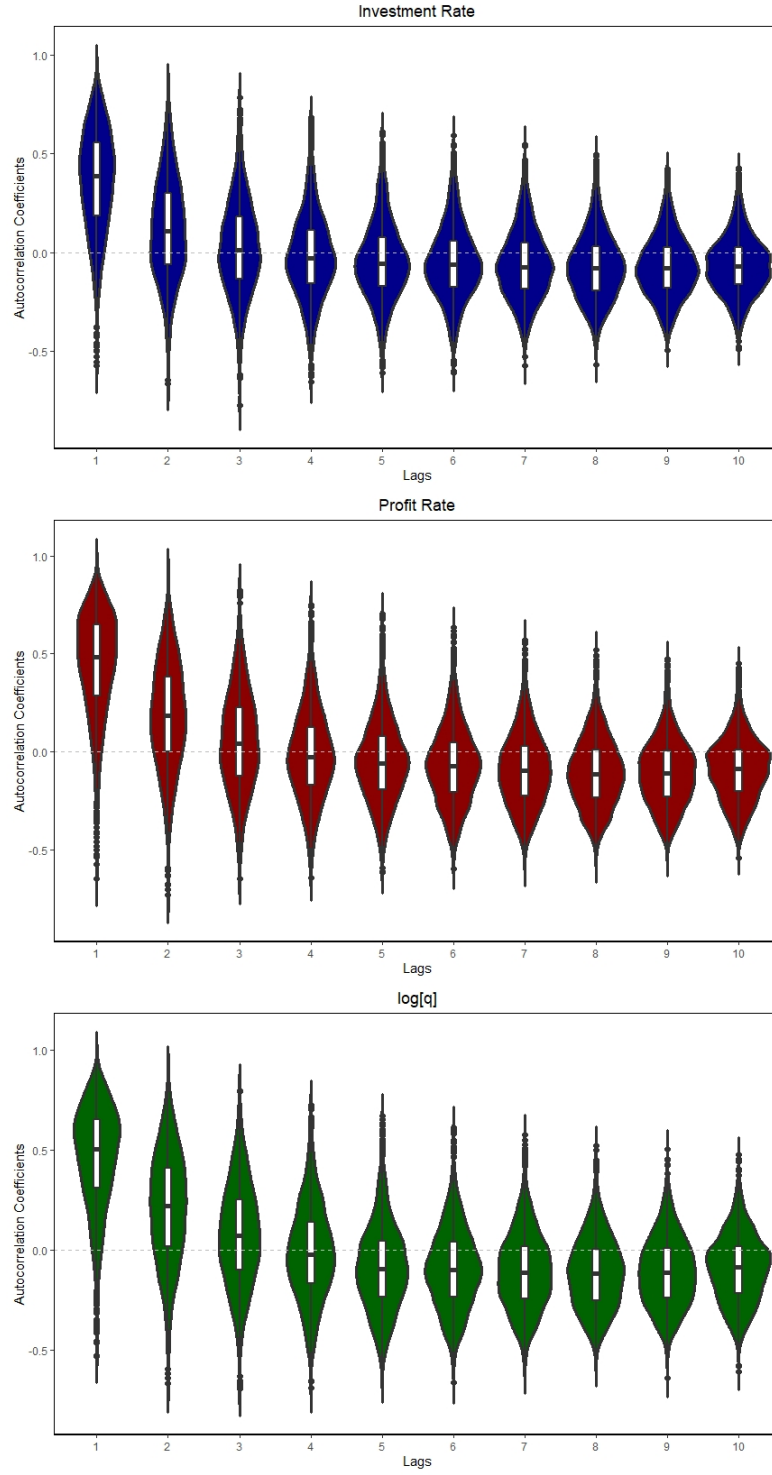 Investment Rate
Autocorrelation Coefficients
1.0
0.5
0.0
-0.5
1 2 3 4 5 6 7 8 9 10
Lags
Profit Rate
Autocorrelation Coefficients
1.0
0.5
0.0
-0.5
1 2 3 4 5 6 7 8 9 10
Lags
log[q]
Autocorrelation Coefficients
1.0
0.5
0.0
-0.5
1 2 3 4 5 6 7 8 9 10
Lags